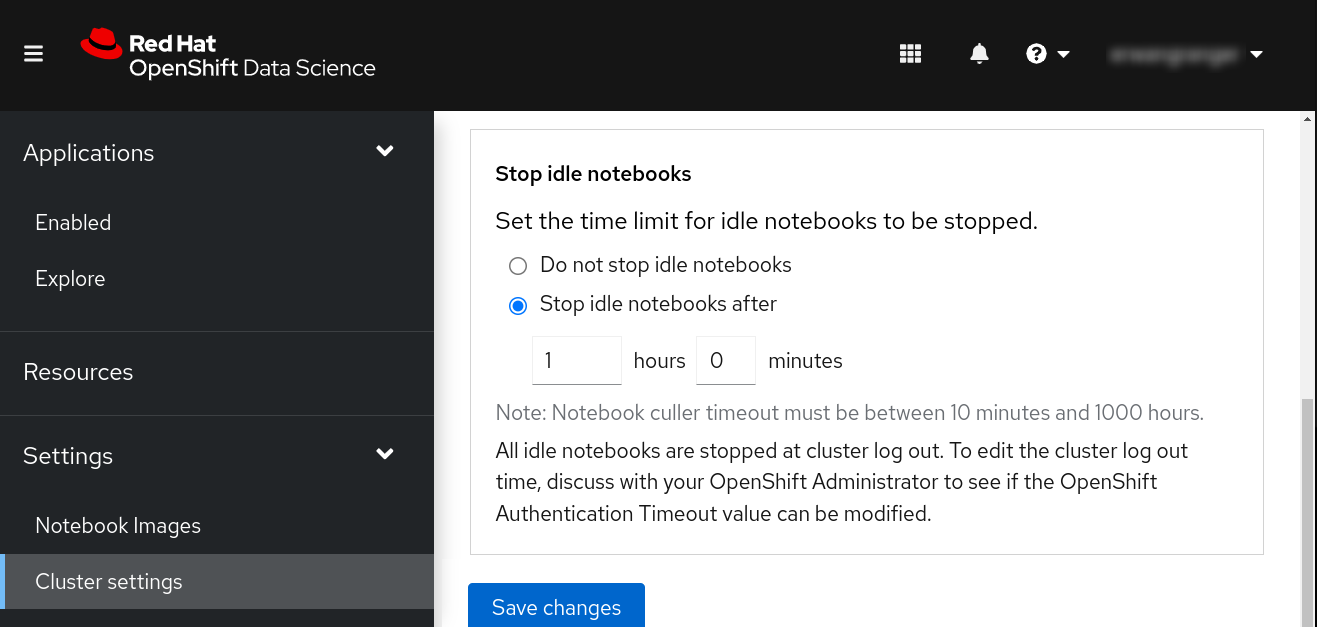 Red Hat
OpenShift Data Science
Applications
Enabled
Explore
Resources
Settings
Notebook Images
Cluster settings
Stop idle notebooks
Set the time limit for idle notebooks to be stopped.
Do not stop idle notebooks
Stop idle notebooks after
1 hours 0 minutes
Note: Notebook culler timeout must be between 10 minutes and 1000 hours.
All idle notebooks are stopped at cluster log out. To edit the cluster log out
time, discuss with your OpenShift Administrator to see if the OpenShift
Authentication Timeout value can be modified.
Save changes